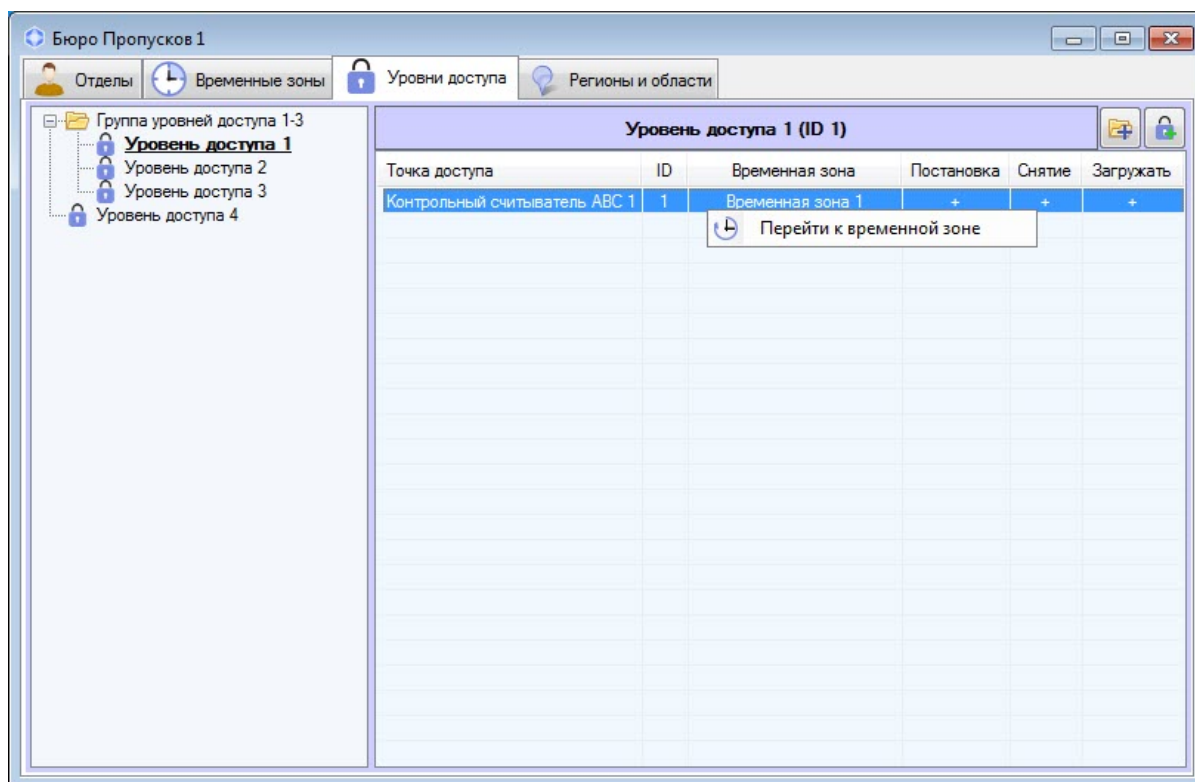 Бюро Пропусков 1
Отделы Временные зоны Уровни доступа Регионы и области
Группа уровней доступа 1-3
Уровень доступа 1
Уровень доступа 2
Уровень доступа 3
Уровень доступа 4
Уровень доступа 1 (ID 1)
Точка доступа ID Временная зона Постановка Снятие Загружать
Контрольный считыватель ABC 1 1 Временная зона 1 + + +
Перейти к временной зоне